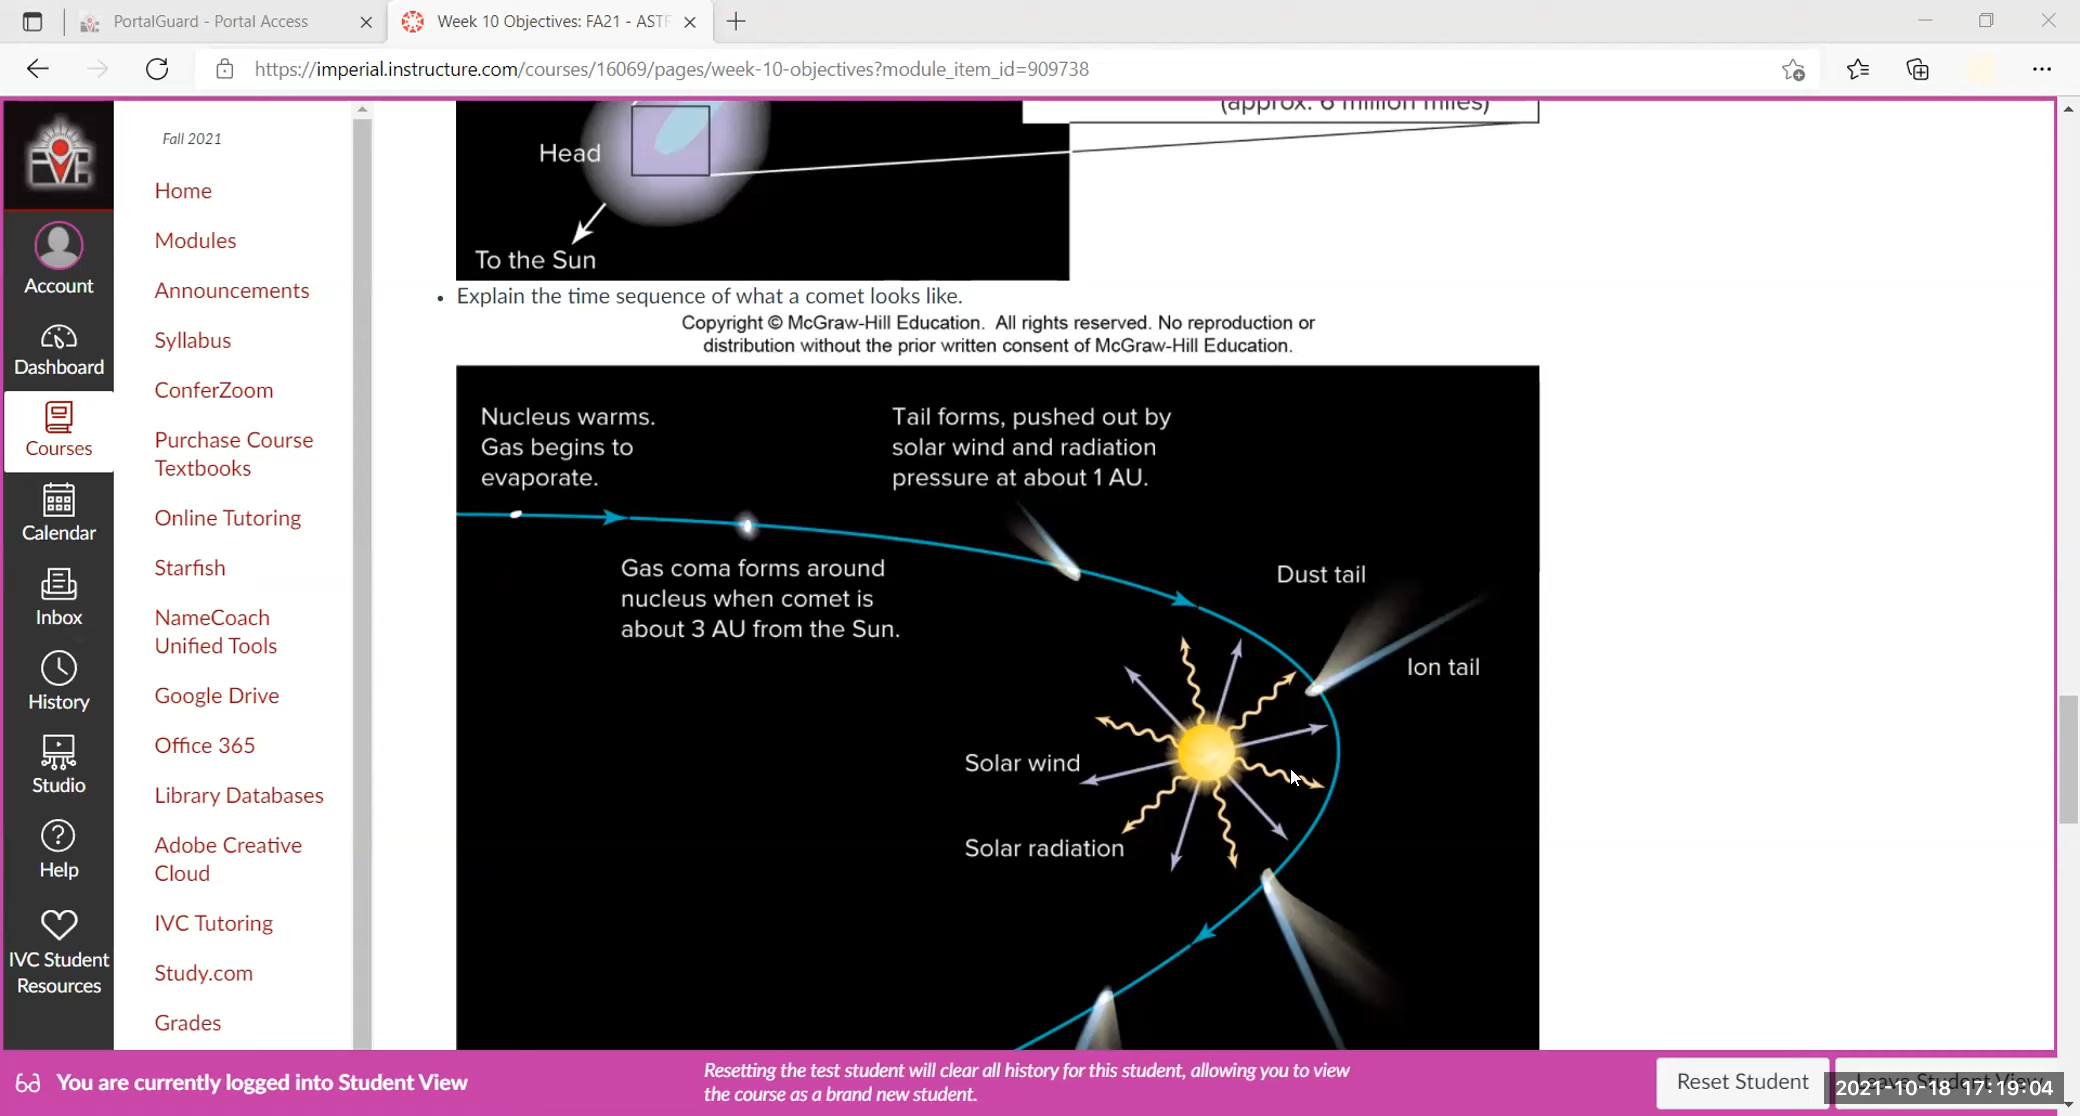 PortalGuard - Portal Access
Week 10 Objectives: FA21 - AST
https://imperial.instructure.com/courses/16069/pages/week-10-objectives?module_item_id=909738
Account
Dashboard
Courses
Calendar
Inbox
History
Studio
Help
IVC Student
Resources
Fall 2021
Home
Modules
Announcements
Syllabus
ConferZoom
Purchase Course
Textbooks
Online Tutoring
Starfish
NameCoach
Unified Tools
Google Drive
Office 365
Library Databases
Adobe Creative
Cloud
IVC Tutoring
Study.com
Grades
(approx. 6 million miles)
Head
To the Sun
• Explain the time sequence of what a comet looks like.
Copyright © McGraw-Hill Education. All rights reserved. No reproduction or
distribution without the prior written consent of McGraw-Hill Education.
Nucleus warms.
Gas begins to
evaporate.
Tail forms, pushed out by
solar wind and radiation
pressure at about 1 AU.
Gas coma forms around
nucleus when comet is
about 3 AU from the Sun.
Dust tail
Ion tail
Solar wind
Solar radiation
You are currently logged into Student View
Resetting the test student will clear all history for this student, allowing you to view
the course as a brand new student.
Reset Student
Leave Student View
2021-10-18 17:19:04